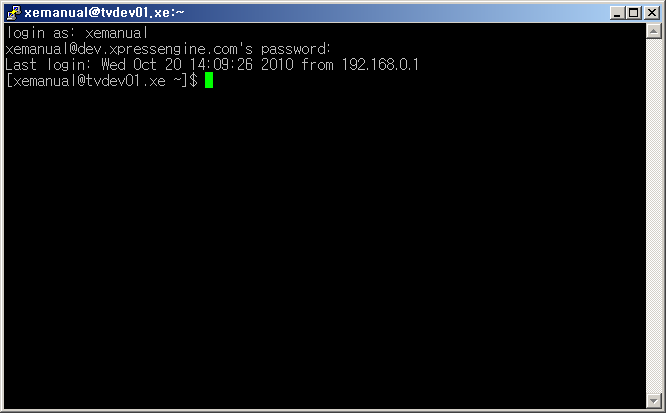 xemanual@tvdev01.xe:~
login as: xemanual
xemanual@dev.xpressengine.com's password:
Last login: Wed Oct 20 14:09:26 2010 from 192.168.0.1
[xemanual@tvdev01.xe ~]$